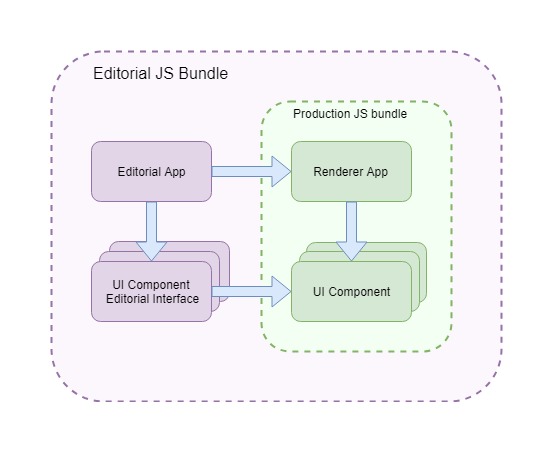 Editorial JS Bundle
Production JS bundle
Editorial App
Renderer App
UI Component
Editorial Interface
UI Component